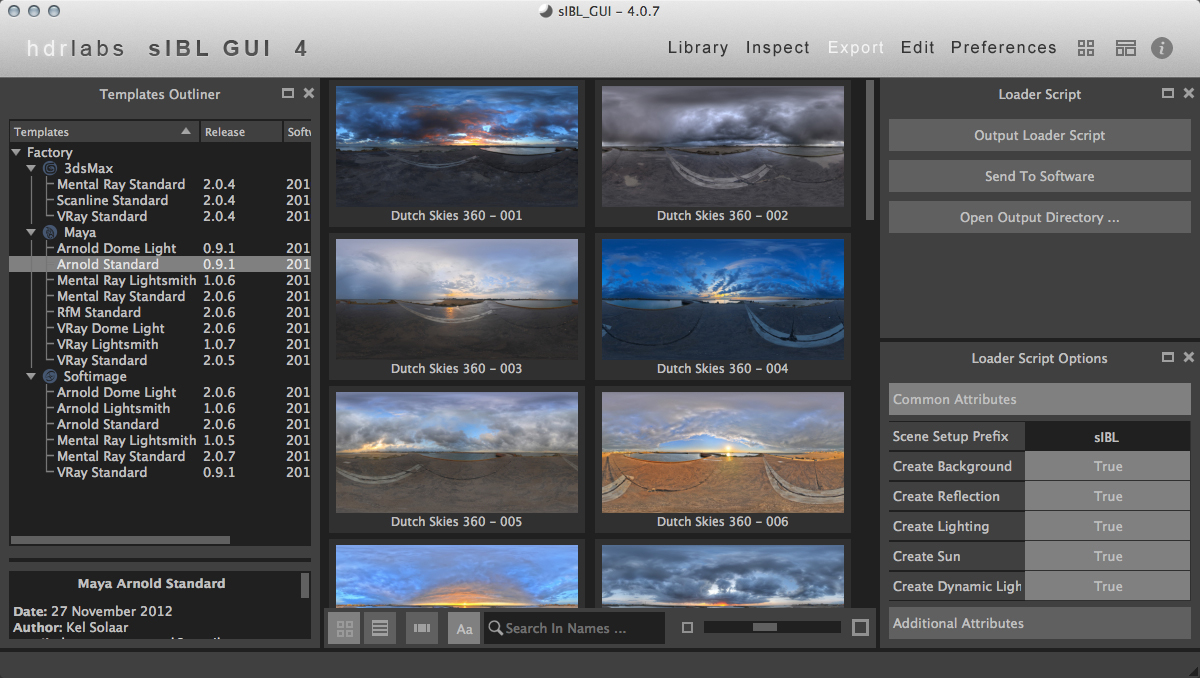 sIBL_GUI - 4.0.7
hdrlabs sIBL GUI 4
Library Inspect Export Edit Preferences
Templates Outliner
Templates Release Softw
Factory
3dsMax
Mental Ray Standard 2.0.4 201
Scanline Standard 2.0.4 201
VRay Standard 2.0.4 201
Maya
Arnold Dome Light 0.9.1 201
Arnold Standard 0.9.1 201
Mental Ray Lightsmith 1.0.6 201
Mental Ray Standard 2.0.6 201
RfM Standard 2.0.6 201
VRay Dome Light 2.0.6 201
VRay Lightsmith 1.0.7 201
VRay Standard 2.0.5 201
Softimage
Arnold Dome Light 2.0.6 201
Arnold Lightsmith 1.0.6 201
Arnold Standard 2.0.6 201
Mental Ray Lightsmith 1.0.5 201
Mental Ray Standard 2.0.7 201
VRay Standard 0.9.1 201
Maya Arnold Standard
Date: 27 November 2012
Author: Kel Solaar
Dutch Skies 360 - 001
Dutch Skies 360 - 002
Dutch Skies 360 - 003
Dutch Skies 360 - 004
Dutch Skies 360 - 005
Dutch Skies 360 - 006
Aa
Search In Names ...
Loader Script
Output Loader Script
Send To Software
Open Output Directory ...
Loader Script Options
Common Attributes
Scene Setup Prefix sIBL
Create Background True
Create Reflection True
Create Lighting True
Create Sun True
Create Dynamic Ligh True
Additional Attributes